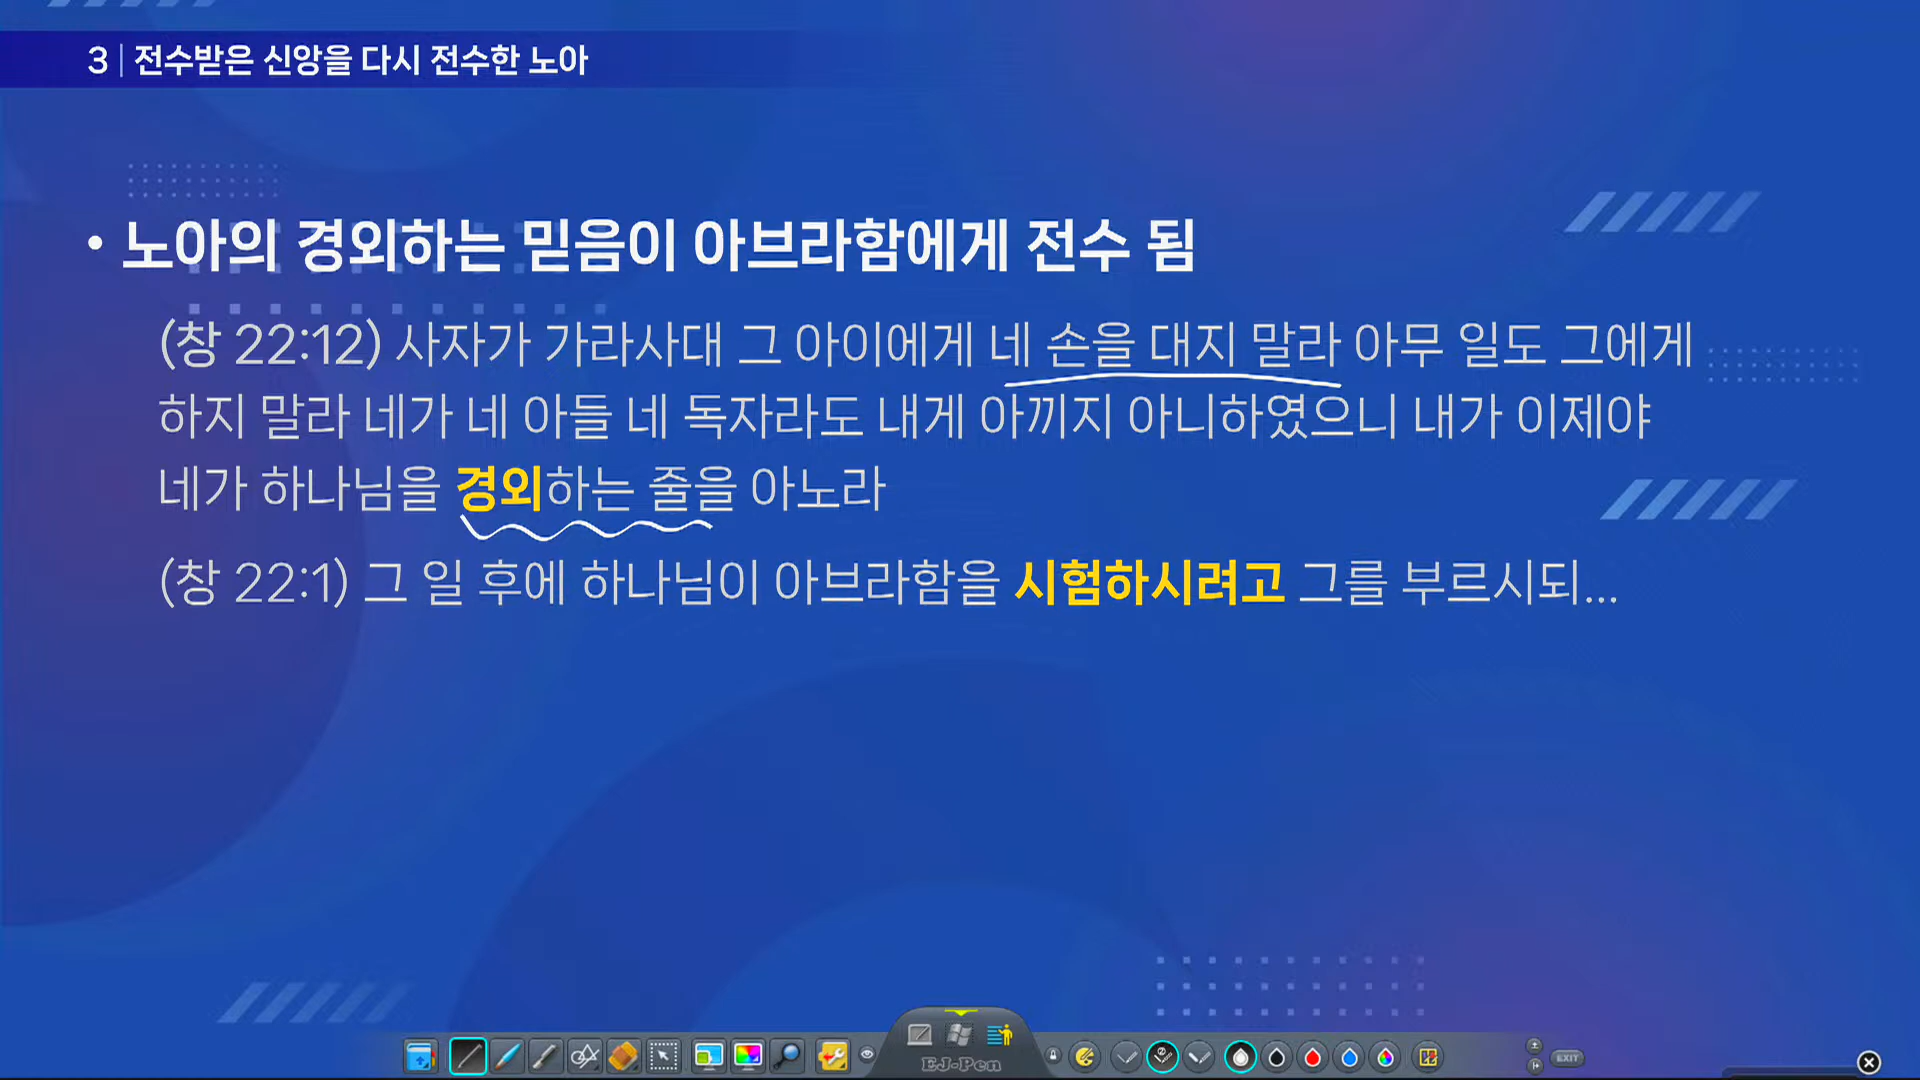 3 | 전수받은 신앙을 다시 전수한 노아
• 노아의 경외하는 믿음이 아브라함에게 전수 됨
(창 22:12) 사자가 가라사대 그 아이에게 네 손을 대지 말라 아무 일도 그에게
하지 말라 네가 네 아들 네 독자라도 내게 아끼지 아니하였으니 내가 이제야
네가 하나님을 경외하는 줄을 아노라
(창 22:1) 그 일 후에 하나님이 아브라함을 시험하시려고 그를 부르시되...
EJ-Pen
EXIT